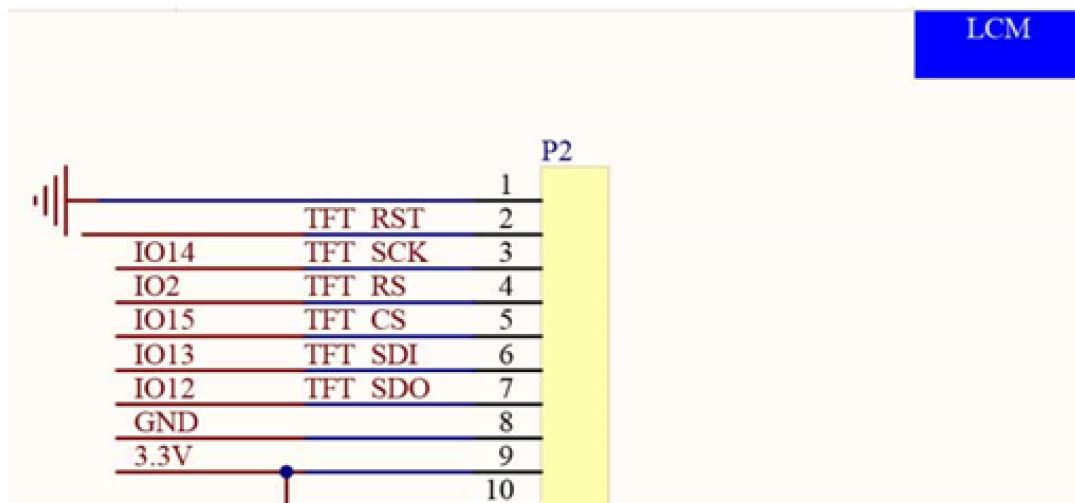 LCM
P2
1
TFT RST 2
IO14 TFT SCK 3
IO2 TFT RS 4
IO15 TFT CS 5
IO13 TFT SDI 6
IO12 TFT SDO 7
GND 8
3.3V 9
10